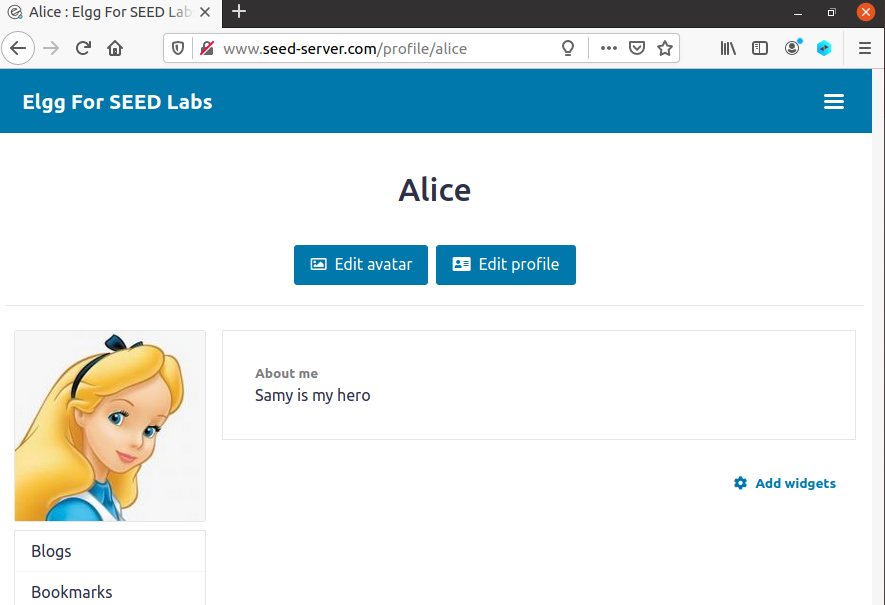 Alice : Elgg For SEED Lab
www.seed-server.com/profile/alice
Elgg For SEED Labs
Alice
Edit avatar
Edit profile
About me
Samy is my hero
Add widgets
Blogs
Bookmarks